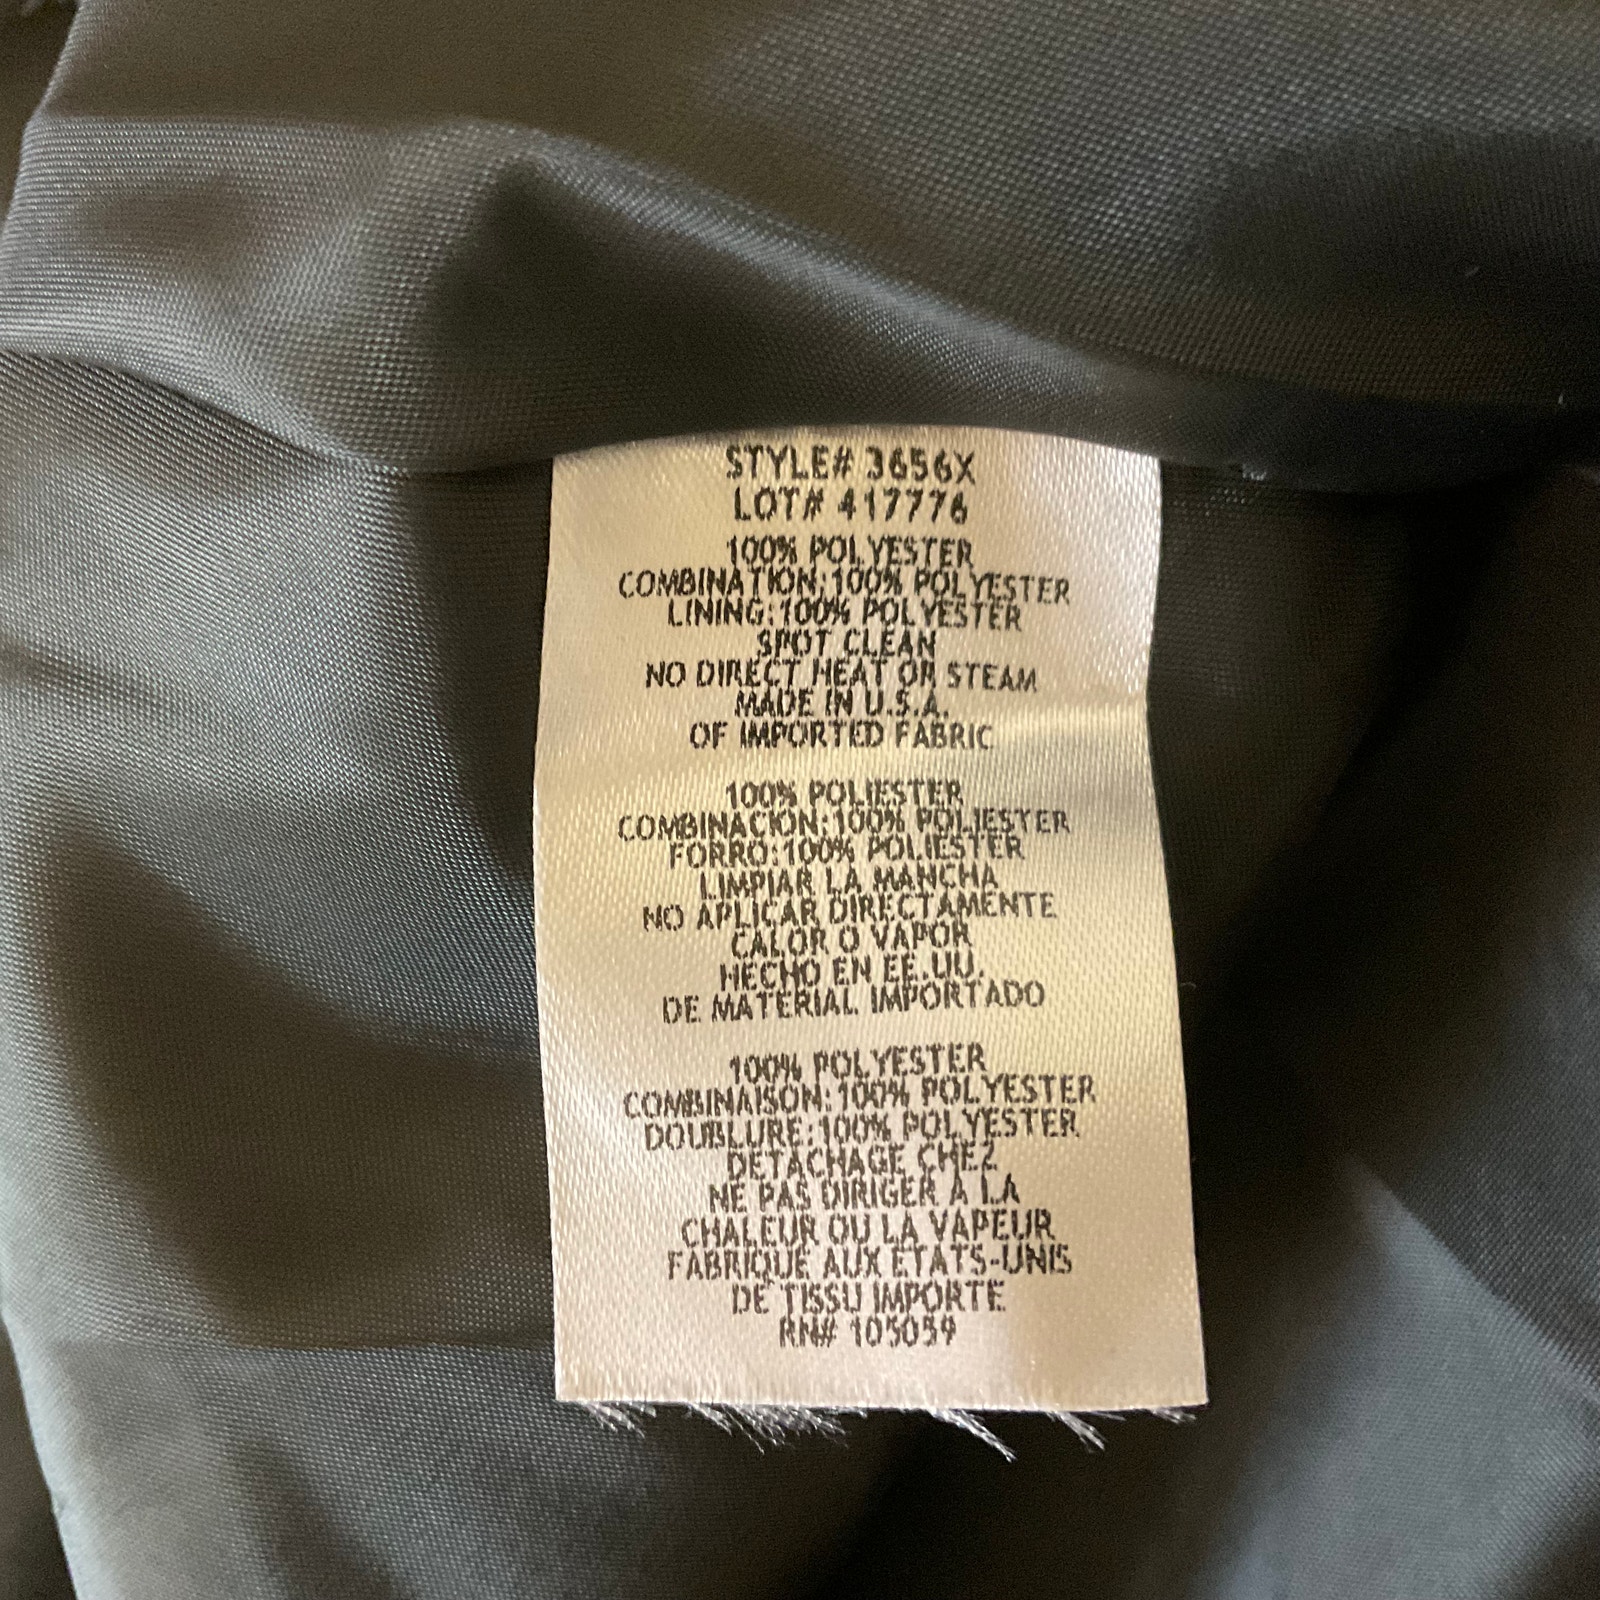 STYLE# 3656X
LOT# 417776
100% POLYESTER
COMBINATION:100% POLYESTER
LINING:100% POLYESTER
SPOT CLEAN
NO DIRECT HEAT OR STEAM
MADE IN U.S.A.
OF IMPORTED FABRIC
100% POLIESTER
COMBINACION:100% POLIESTER
FORRO:100% POLIESTER
LIMPIAR LA MANCHA
NO APLICAR DIRECTAMENTE
CALOR O VAPOR
HECHO EN EE.UU.
DE MATERIAL IMPORTADO
100% POLYESTER
COMBINAISON:100% POLYESTER
DOUBLURE:100% POLYESTER
DETACHAGE CHEZ
NE PAS DIRIGER A LA
CHALEUR OU LA VAPEUR
FABRIQUE AUX ETATS-UNIS
DE TISSU IMPORTE
RN# 105059